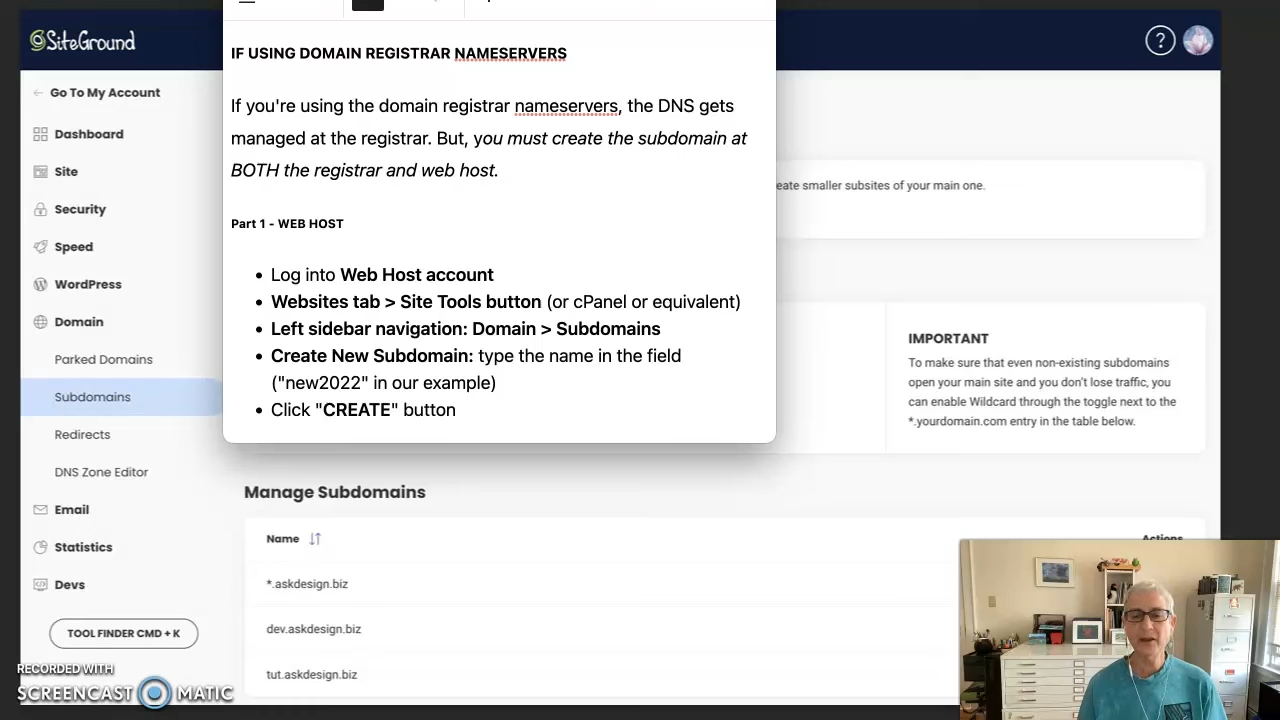 SiteGround
?
Go To My Account
Dashboard
Site
Security
Speed
WordPress
Domain
Parked Domains
Subdomains
Redirects
DNS Zone Editor
Email
Statistics
Devs
TOOL FINDER CMD + K
IF USING DOMAIN REGISTRAR NAMESERVERS
If you're using the domain registrar nameservers, the DNS gets
managed at the registrar. But, you must create the subdomain at
BOTH the registrar and web host.
Part 1 - WEB HOST
• Log into Web Host account
• Websites tab > Site Tools button (or cPanel or equivalent)
• Left sidebar navigation: Domain > Subdomains
• Create New Subdomain: type the name in the field
("new2022" in our example)
• Click "CREATE" button
eate smaller subsites of your main one.
IMPORTANT
To make sure that even non-existing subdomains
open your main site and you don't lose traffic, you
can enable Wildcard through the toggle next to the
*.yourdomain.com entry in the table below.
Manage Subdomains
Name
Actions
*.askdesign.biz
dev.askdesign.biz
tut.askdesign.biz
RECORDED WITH
SCREENCAST MATIC